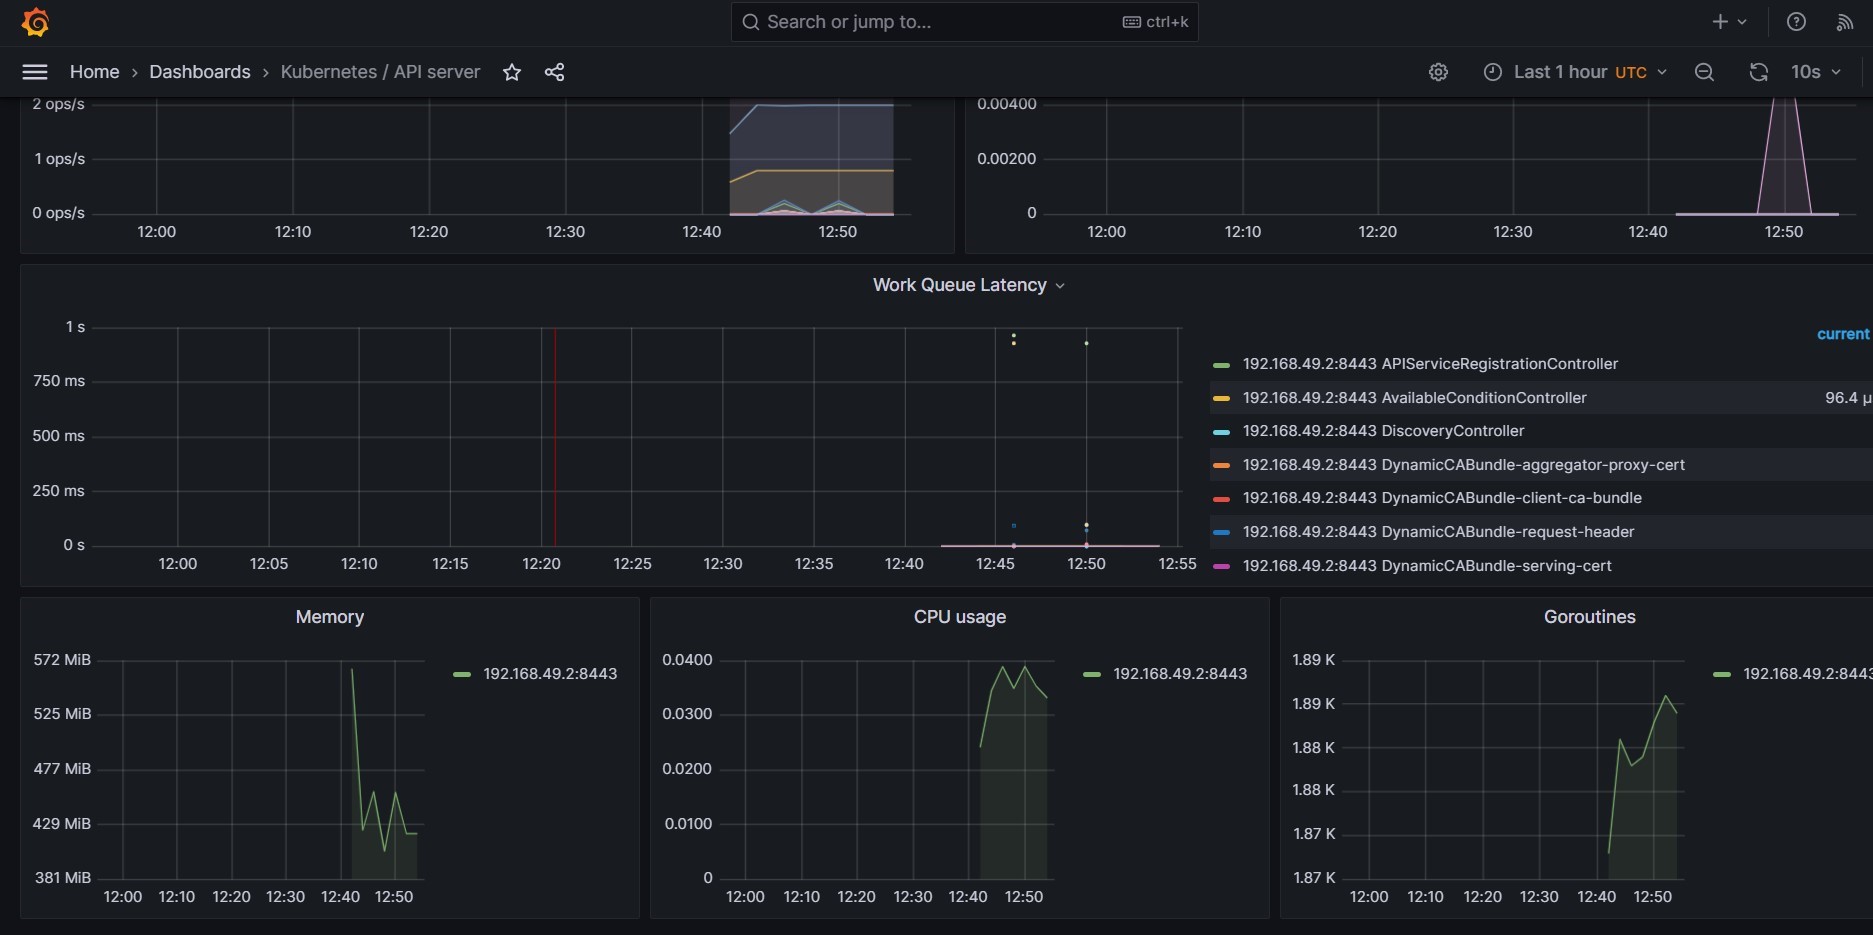 Search or jump to... ctrl+k
Home › Dashboards › Kubernetes / API server
Last 1 hour UTC
10s
2 ops/s
1 ops/s
0 ops/s
12:00 12:10 12:20 12:30 12:40 12:50
0.00400
0.00200
0
12:00 12:10 12:20 12:30 12:40 12:50
Work Queue Latency
1 s
750 ms
500 ms
250 ms
0 s
12:00 12:05 12:10 12:15 12:20 12:25 12:30 12:35 12:40 12:45 12:50 12:55
current
192.168.49.2:8443 APIServiceRegistrationController
192.168.49.2:8443 AvailableConditionController 96.4 µ
192.168.49.2:8443 DiscoveryController
192.168.49.2:8443 DynamicCABundle-aggregator-proxy-cert
192.168.49.2:8443 DynamicCABundle-client-ca-bundle
192.168.49.2:8443 DynamicCABundle-request-header
192.168.49.2:8443 DynamicCABundle-serving-cert
Memory
572 MiB
525 MiB
477 MiB
429 MiB
381 MiB
12:00 12:10 12:20 12:30 12:40 12:50
192.168.49.2:8443
CPU usage
0.0400
0.0300
0.0200
0.0100
0
12:00 12:10 12:20 12:30 12:40 12:50
192.168.49.2:8443
Goroutines
1.89 K
1.89 K
1.88 K
1.88 K
1.87 K
1.87 K
12:00 12:10 12:20 12:30 12:40 12:50
192.168.49.2:8443